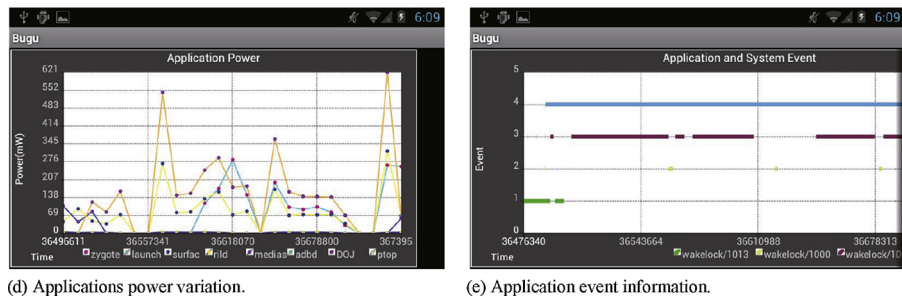 6:09
Bugu
Application Power
621
552
483
414
345
276
207
138
69
0
Power(mW)
36496611 36557341 36618070 36678800 367395
Time
zygote launch surfac rild medias adbd DOJ ptop
(d) Applications power variation.
6:09
Bugu
Application and System Event
5
4
3
2
1
0
Event
36476340 36543664 36610988 36678313
Time
wakelock/1013 wakelock/1000 wakelock/10
(e) Application event information.